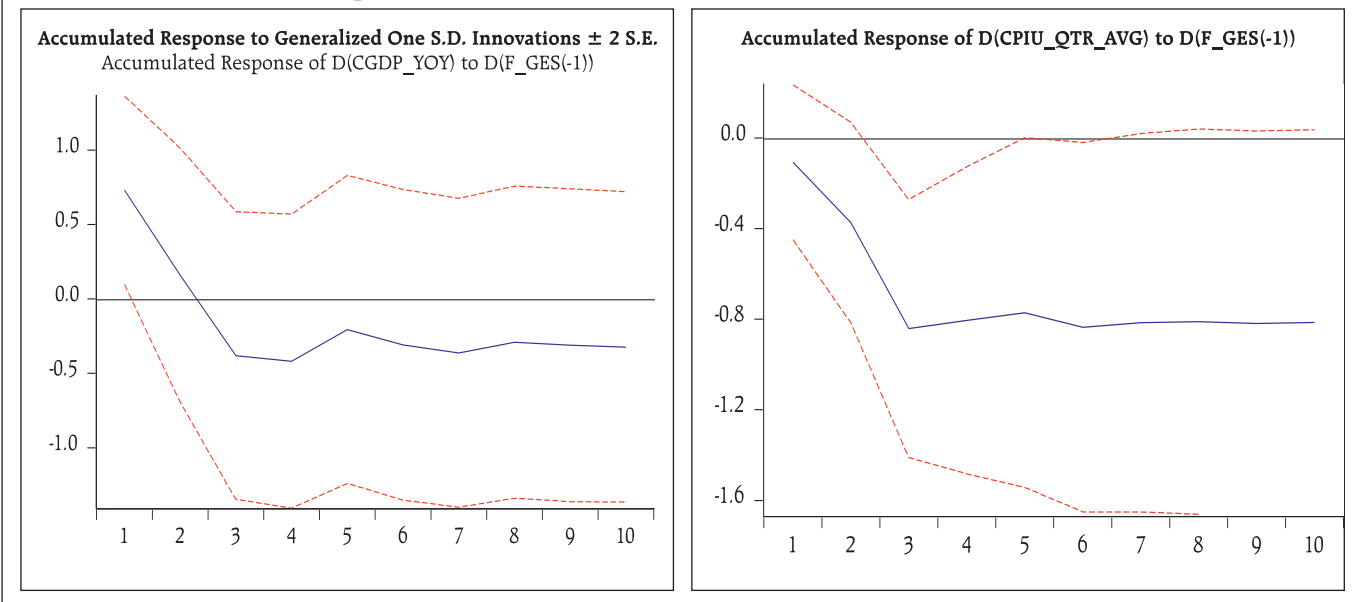 Accumulated Response to Generalized One S.D. Innovations ± 2 S.E.
Accumulated Response of D(CGDP_YOY) to D(F_GES(-1))
1.0
0.5
0.0
-0.5
-1.0
1 2 3 4 5 6 7 8 9 10
Accumulated Response of D(CPIU_QTR_AVG) to D(F_GES(-1))
0.0
-0.4
-0.8
-1.2
-1.6
1 2 3 4 5 6 7 8 9 10